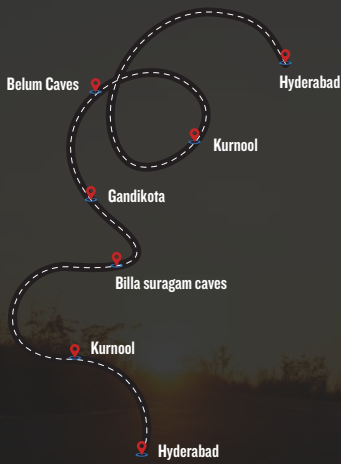 Hyderabad
Belum Caves
Kurnool
Gandikota
Billa suragam caves
Kurnool
Hyderabad